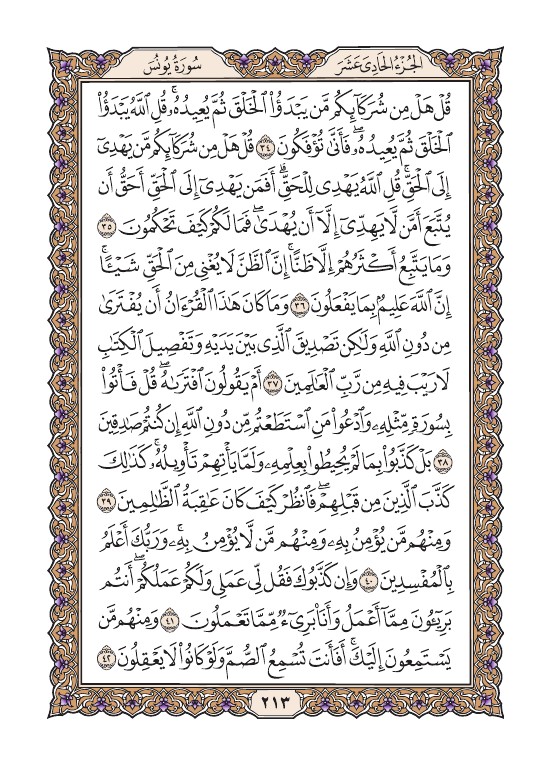 الجُزْءُ الحَادِى عَشَرَ
سُورَةُ يُونُسَ
قُلْ هَلْ مِن شُرَكَآئِكُم مَّن يَبْدَؤُا۟ ٱلْخَلْقَ ثُمَّ يُعِيدُهُۥۚ قُلِ ٱللَّهُ يَبْدَؤُا۟
ٱلْخَلْقَ ثُمَّ يُعِيدُهُۥۖ فَأَنَّىٰ تُؤْفَكُونَ ٣٤ قُلْ هَلْ مِن شُرَكَآئِكُم مَّن يَهْدِىٓ
إِلَى ٱلْحَقِّۚ قُلِ ٱللَّهُ يَهْدِى لِلْحَقِّۗ أَفَمَن يَهْدِىٓ إِلَى ٱلْحَقِّ أَحَقُّ أَن
يُتَّبَعَ أَمَّن لَّا يَهِدِّىٓ إِلَّآ أَن يُهْدَىٰۖ فَمَا لَكُمْ كَيْفَ تَحْكُمُونَ ٣٥
وَمَا يَتَّبِعُ أَكْثَرُهُمْ إِلَّا ظَنًّاۚ إِنَّ ٱلظَّنَّ لَا يُغْنِى مِنَ ٱلْحَقِّ شَيْـًٔاۚ
إِنَّ ٱللَّهَ عَلِيمٌۢ بِمَا يَفْعَلُونَ ٣٦ وَمَا كَانَ هَٰذَا ٱلْقُرْءَانُ أَن يُفْتَرَىٰ
مِن دُونِ ٱللَّهِ وَلَٰكِن تَصْدِيقَ ٱلَّذِى بَيْنَ يَدَيْهِ وَتَفْصِيلَ ٱلْكِتَٰبِ
لَا رَيْبَ فِيهِ مِن رَّبِّ ٱلْعَٰلَمِينَ ٣٧ أَمْ يَقُولُونَ ٱفْتَرَىٰهُۖ قُلْ فَأْتُوا۟
بِسُورَةٍ مِّثْلِهِۦ وَٱدْعُوا۟ مَنِ ٱسْتَطَعْتُم مِّن دُونِ ٱللَّهِ إِن كُنتُمْ صَٰدِقِينَ
٣٨ بَلْ كَذَّبُوا۟ بِمَا لَمْ يُحِيطُوا۟ بِعِلْمِهِۦ وَلَمَّا يَأْتِهِمْ تَأْوِيلُهُۥۚ كَذَٰلِكَ
كَذَّبَ ٱلَّذِينَ مِن قَبْلِهِمْۖ فَٱنظُرْ كَيْفَ كَانَ عَٰقِبَةُ ٱلظَّٰلِمِينَ ٣٩
وَمِنْهُم مَّن يُؤْمِنُ بِهِۦ وَمِنْهُم مَّن لَّا يُؤْمِنُ بِهِۦۚ وَرَبُّكَ أَعْلَمُ
بِٱلْمُفْسِدِينَ ٤٠ وَإِن كَذَّبُوكَ فَقُل لِّى عَمَلِى وَلَكُمْ عَمَلُكُمْۖ أَنتُم
بَرِيٓـُٔونَ مِمَّآ أَعْمَلُ وَأَنَا۠ بَرِىٓءٌ مِّمَّا تَعْمَلُونَ ٤١ وَمِنْهُم مَّن
يَسْتَمِعُونَ إِلَيْكَۚ أَفَأَنتَ تُسْمِعُ ٱلصُّمَّ وَلَوْ كَانُوا۟ لَا يَعْقِلُونَ ٤٢
٢١٣